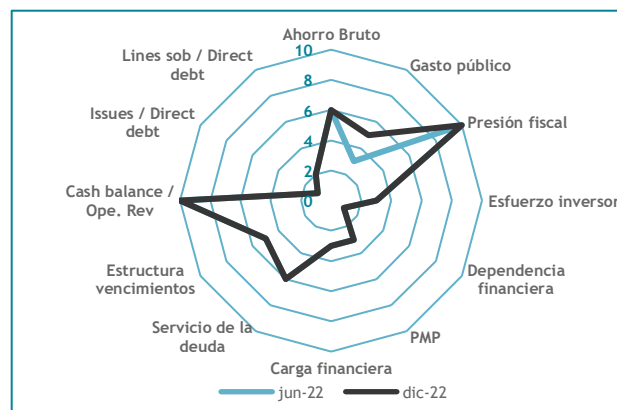 Ahorro Bruto
Lines sob / Direct
debt
Gasto público
Issues / Direct
debt
Presión fiscal
Cash balance /
Ope. Rev
Esfuerzo inversor
Estructura
vencimientos
Dependencia
financiera
Servicio de la
deuda
PMP
Carga financiera
10
8
6
4
2
0
jun-22
dic-22